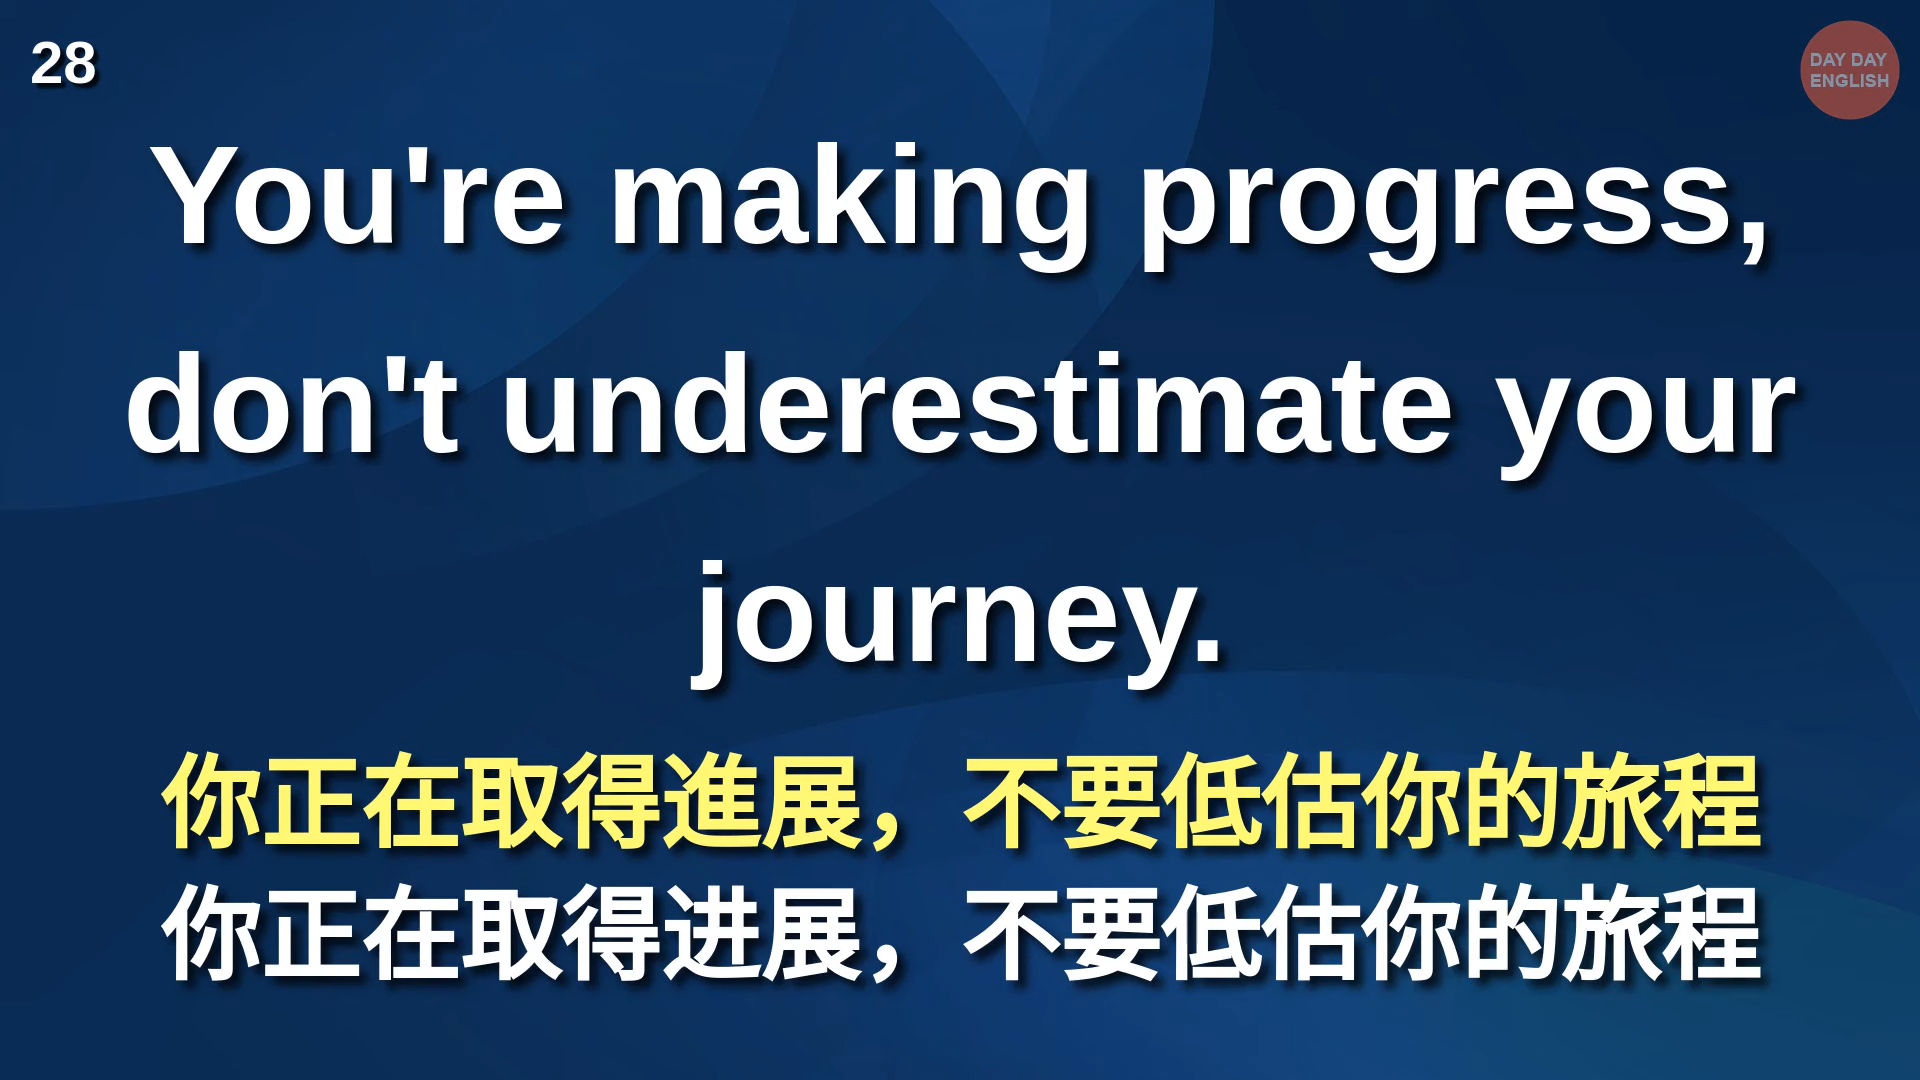 28
DAY DAY
ENGLISH
You're making progress,
don't underestimate your
journey.
你正在取得進展，不要低估你的旅程
你正在取得进展，不要低估你的旅程